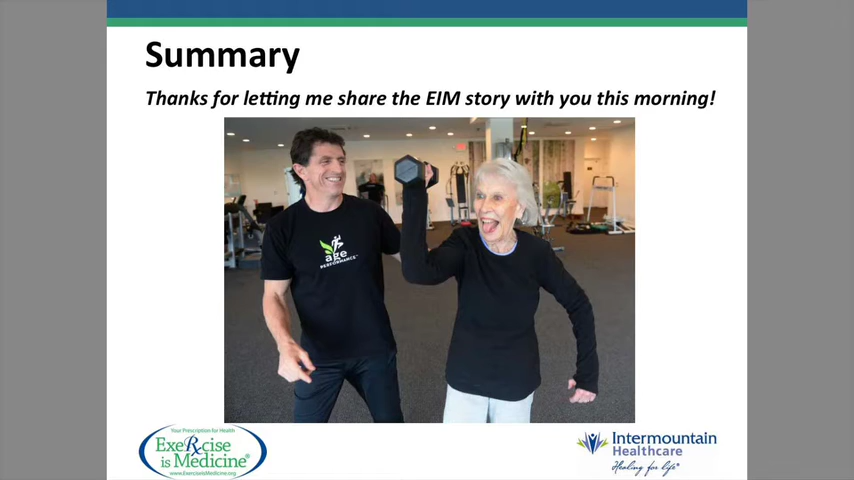 Summary
Thanks for letting me share the EIM story with you this morning!
age
PERFORMANCE
Your Prescription for Health
ExeRxcise
is Medicine®
www.ExerciseisMedicine.org
Intermountain
Healthcare
Healing for life®